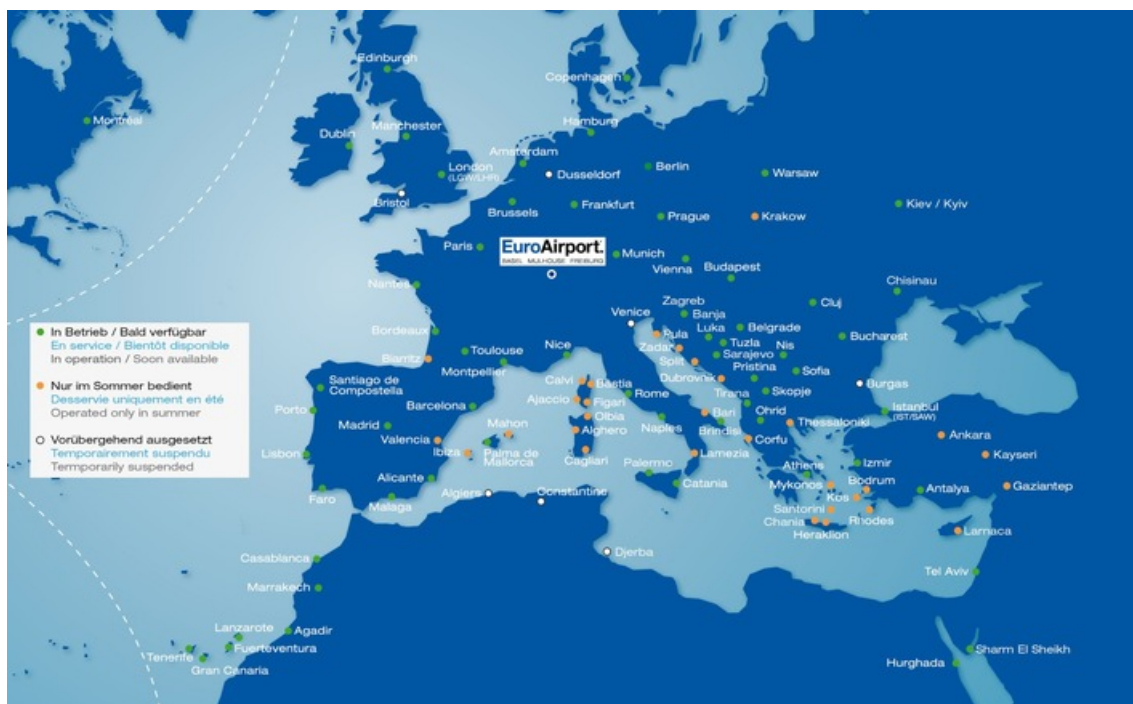 Edinburgh
Copenhagen
Montréal
Dublin
Manchester
Hamburg
Amsterdam
London
(LGW/LHR)
Dusseldorf
Berlin
Warsaw
Bristol
Brussels
Frankfurt
Prague
Krakow
Kiev / Kyiv
Paris
EuroAirport.
BASEL MULHOUSE FREIBURG
Munich
Vienna
Budapest
Nantes
Chisinau
Zagreb
Cluj
Venice
Banja
Luka
In Betrieb / Bald verfügbar
En service / Bientôt disponible
In operation / Soon available
Bordeaux
Pula
Belgrade
Bucharest
Tuzla
Nis
Zadar
Biarritz
Toulouse
Nice
Sarajevo
Split
Montpellier
Pristina
Sofia
Nur im Sommer bedient
Desservie uniquement en été
Operated only in summer
Santiago de
Compostella
Calvi
Bastia
Dubrovnik
Burgas
Ajaccio
Rome
Tirana
Skopje
Figari
Porto
Barcelona
Olbia
Bari
Ohrid
Istanbul
(IST/SAW)
Madrid
Mahon
Alghero
Naples
Brindisi
Thessaloniki
Vorübergehend ausgesetzt
Temporairement suspendu
Termporarily suspended
Valencia
Corfu
Ankara
Lisbon
Ibiza
Palma de
Mallorca
Cagliari
Lamezia
Kayseri
Palermo
Athens
Izmir
Alicante
Catania
Mykonos
Bodrum
Gaziantep
Faro
Malaga
Algiers
Constantine
Kos
Antalya
Santorini
Chania
Rhodes
Heraklion
Larnaca
Djerba
Casablanca
Tel Aviv
Marrakech
Lanzarote
Agadir
Fuerteventura
Tenerife
Gran Canaria
Sharm El Sheikh
Hurghada